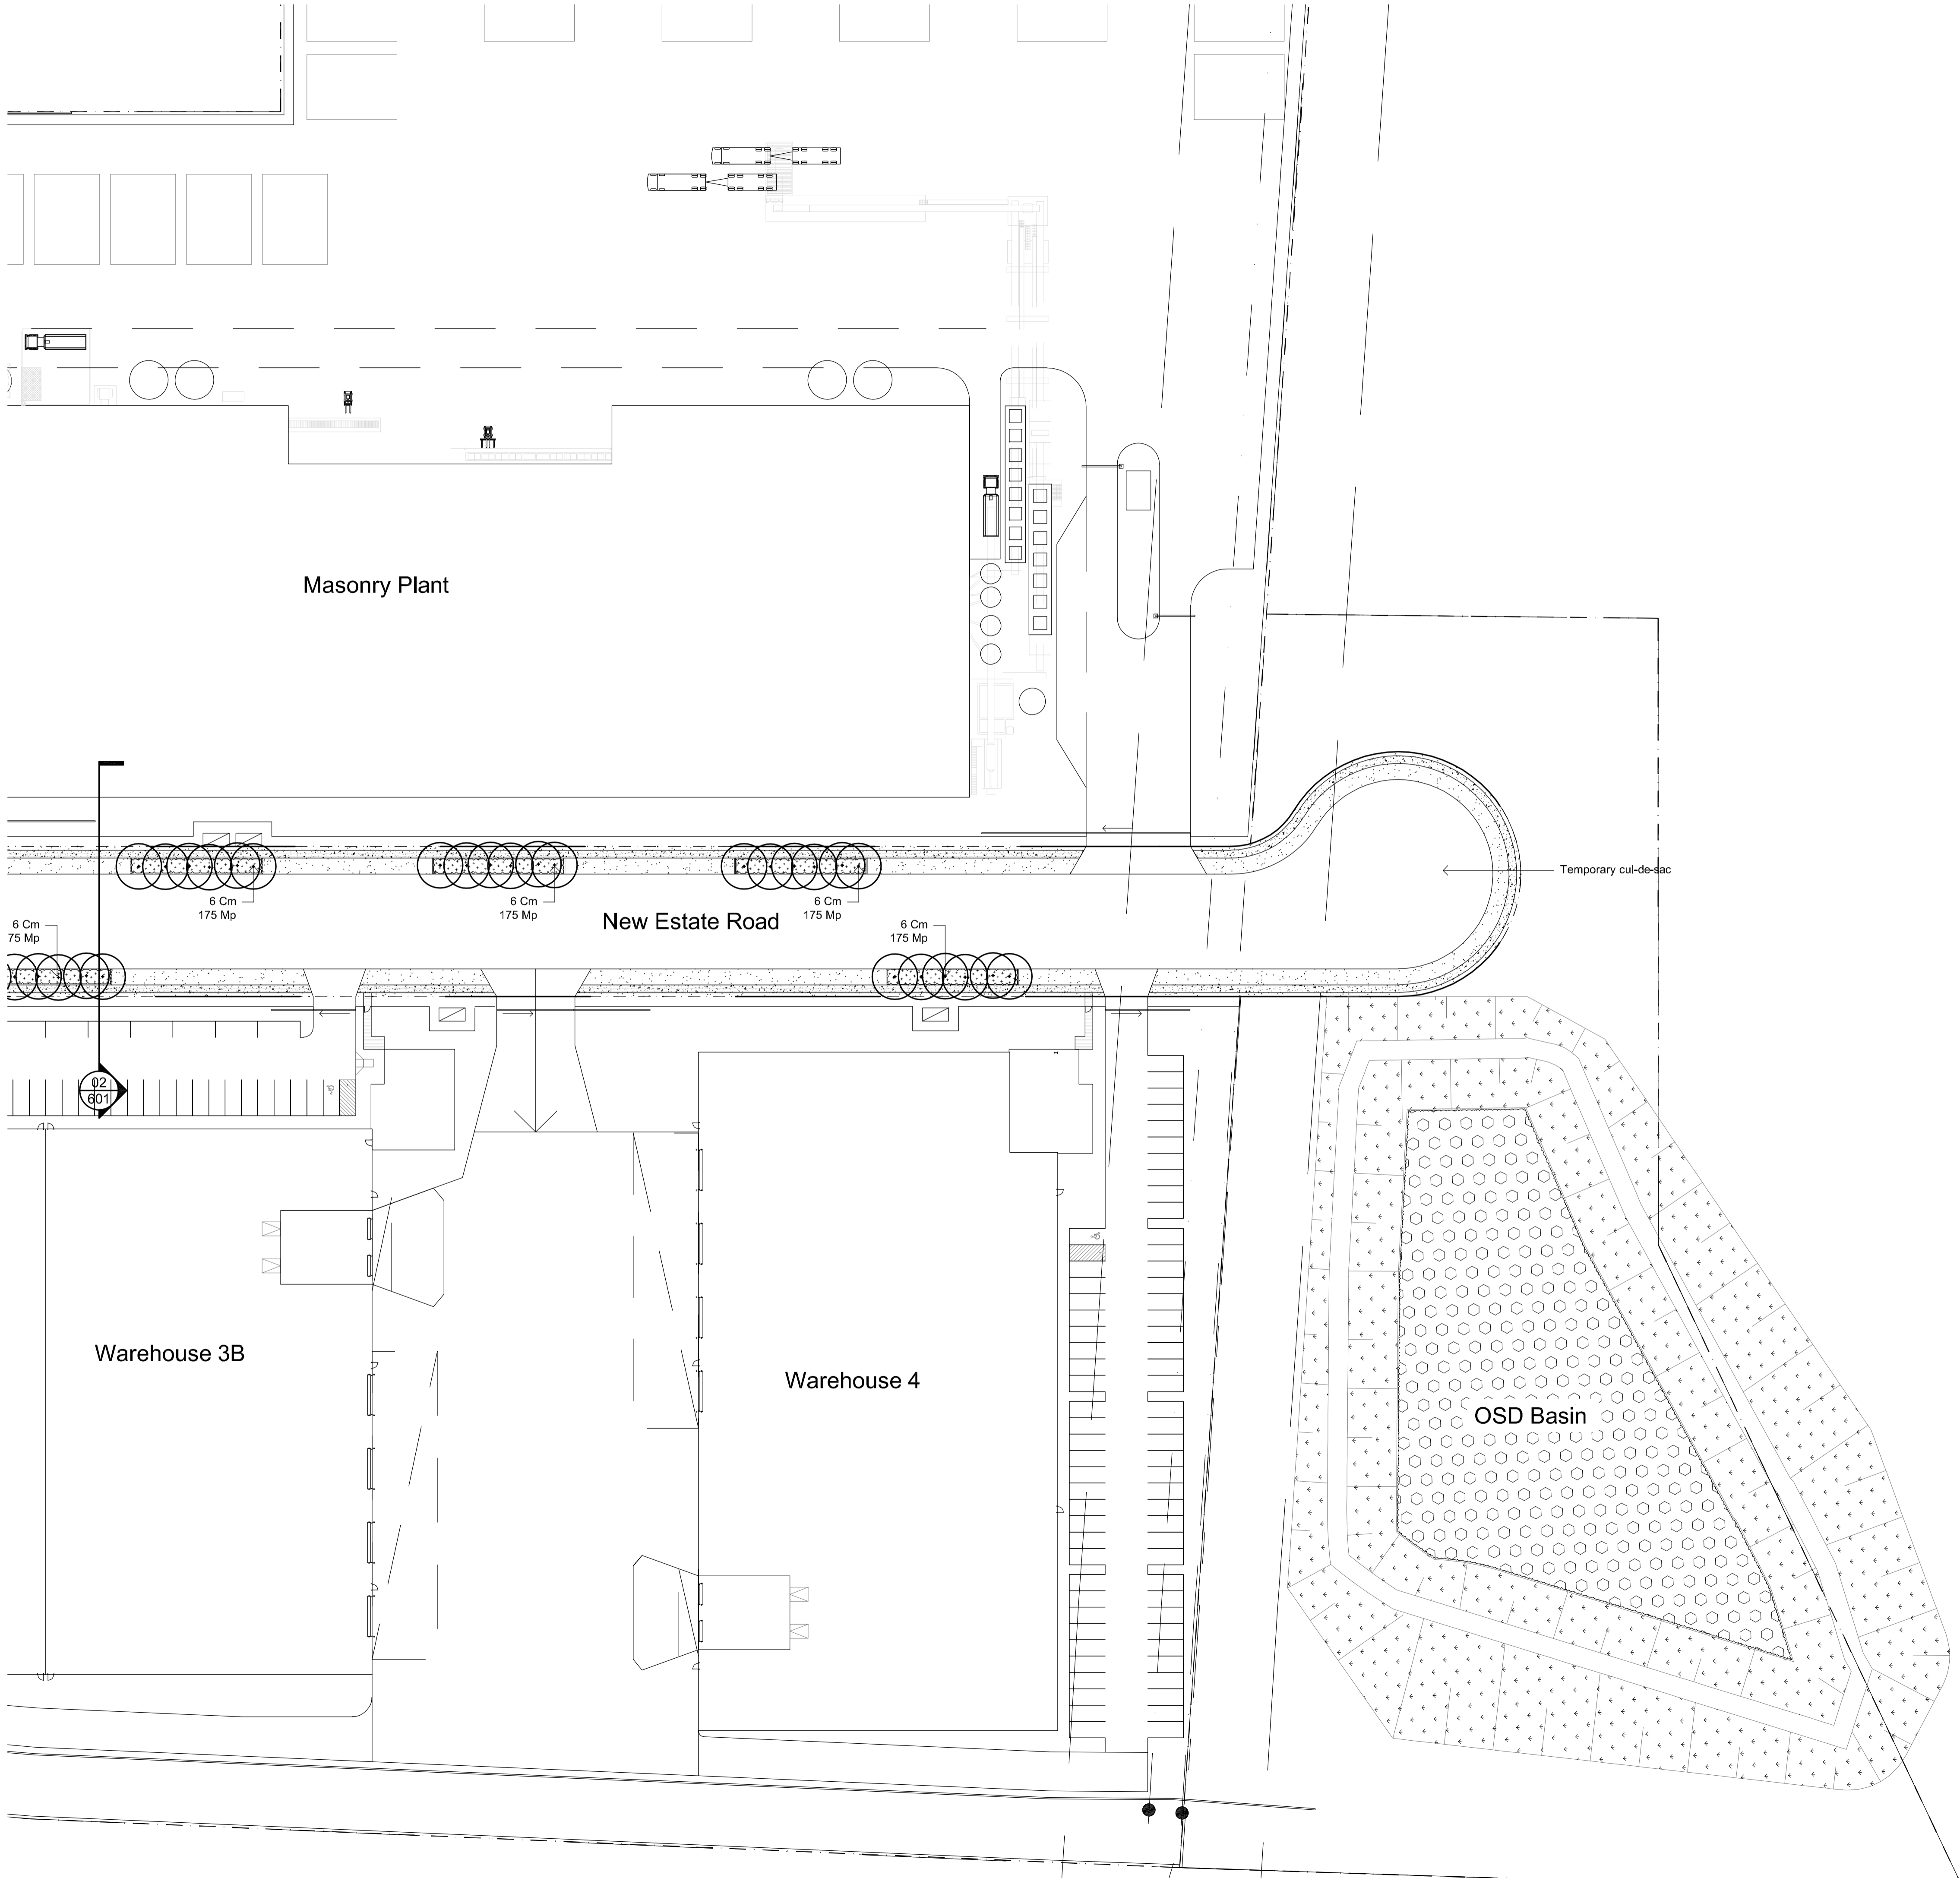 Masonry Plant
Temporary cul-de-sac
6 Cm
175 Mp
6 Cm
175 Mp
6 Cm
175 Mp
New Estate Road
6 Cm
75 Mp
6 Cm
175 Mp
02
601
Warehouse 3B
Warehouse 4
OSD Basin